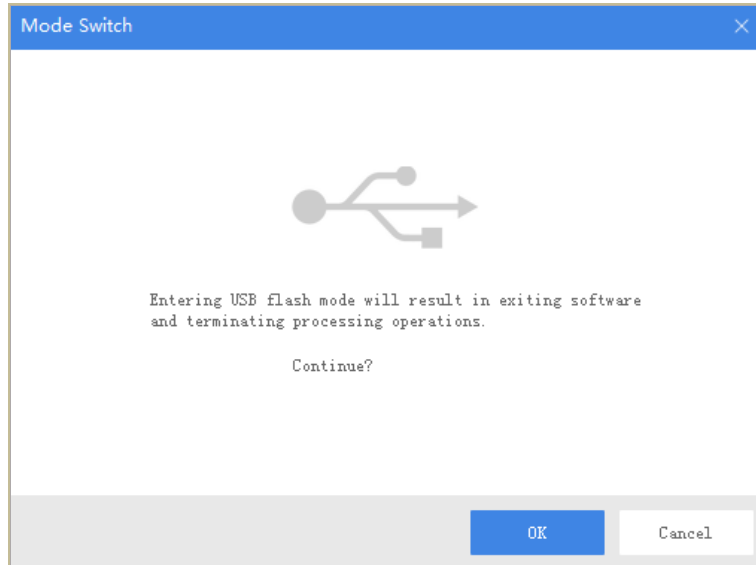 Mode Switch
Entering USB flash mode will result in exiting software
and terminating processing operations.
Continue?
OK
Cancel